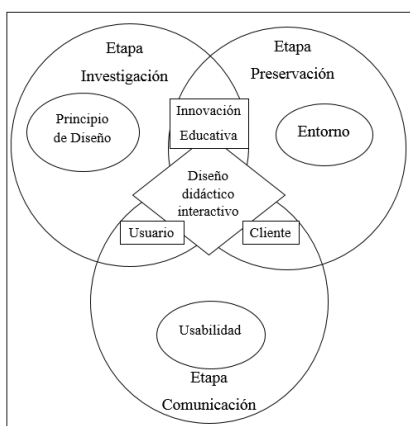 Etapa
Investigación
Etapa
Preservación
Principio
de Diseño
Innovación
Educativa
Entorno
Diseño
didáctico
interactivo
Usuario
Cliente
Usabilidad
Etapa
Comunicación